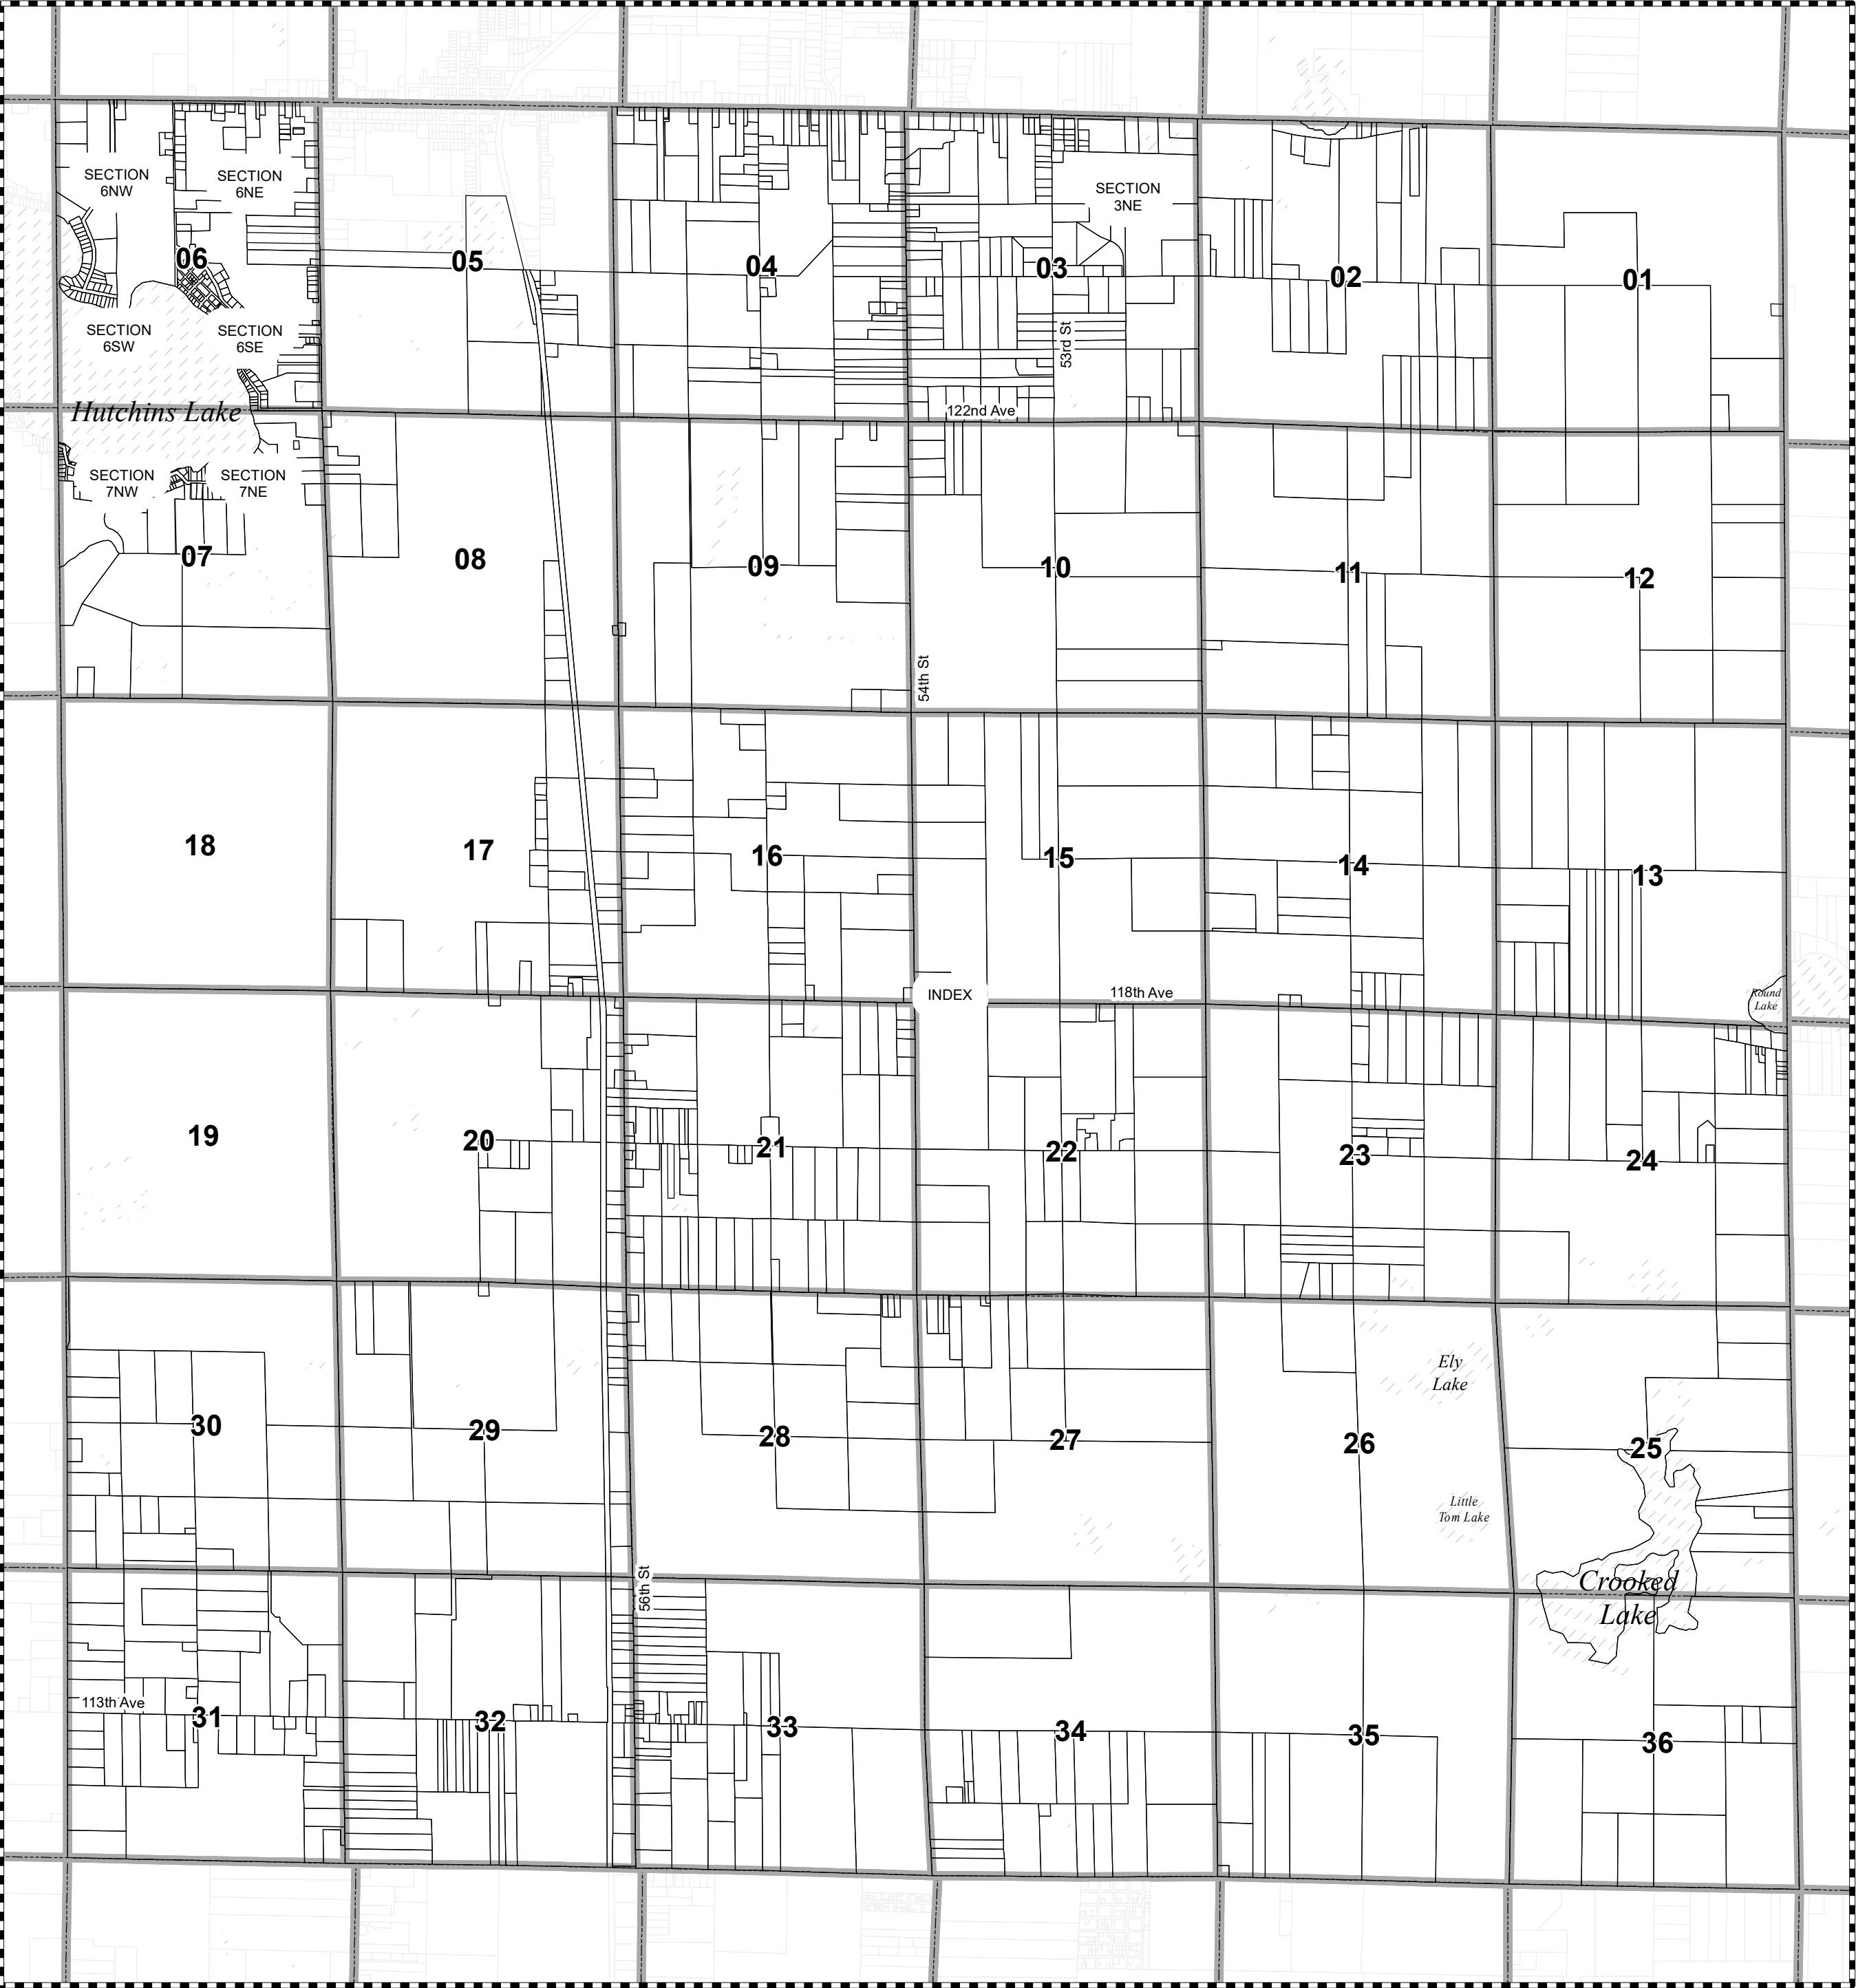 SECTION
6NW
SECTION
6NE
SECTION
3NE
06
05
04
03
02
01
SECTION
6SW
SECTION
6SE
53rd St
Hutchins Lake
122nd Ave
SECTION
7NW
SECTION
7NE
07
08
09
10
11
12
54th St
18
17
16
15
14
13
INDEX
118th Ave
Round
Lake
19
20
21
22
23
24
Ely
Lake
30
29
28
27
26
25
Little
Tom Lake
56th St
Crooked
Lake
113th Ave
31
32
33
34
35
36